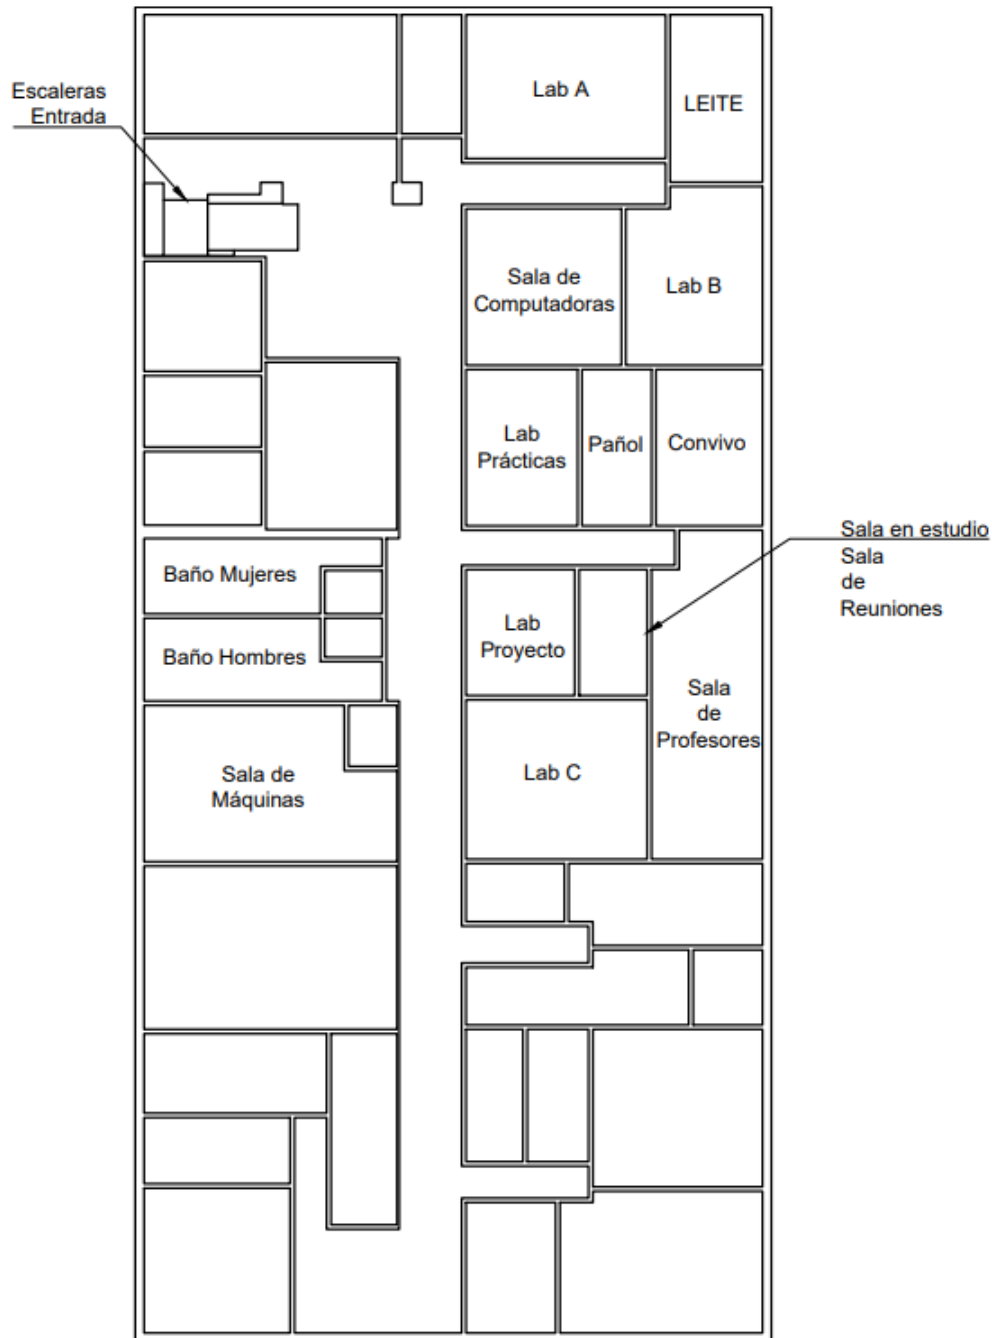 Lab A
LEITE
Escaleras
Entrada
Sala de
Computadoras
Lab B
Lab
Prácticas
Pañol
Convivo
Sala en estudio
Sala
de
Reuniones
Baño Mujeres
Lab
Proyecto
Baño Hombres
Sala
de
Profesores
Lab C
Sala de
Máquinas